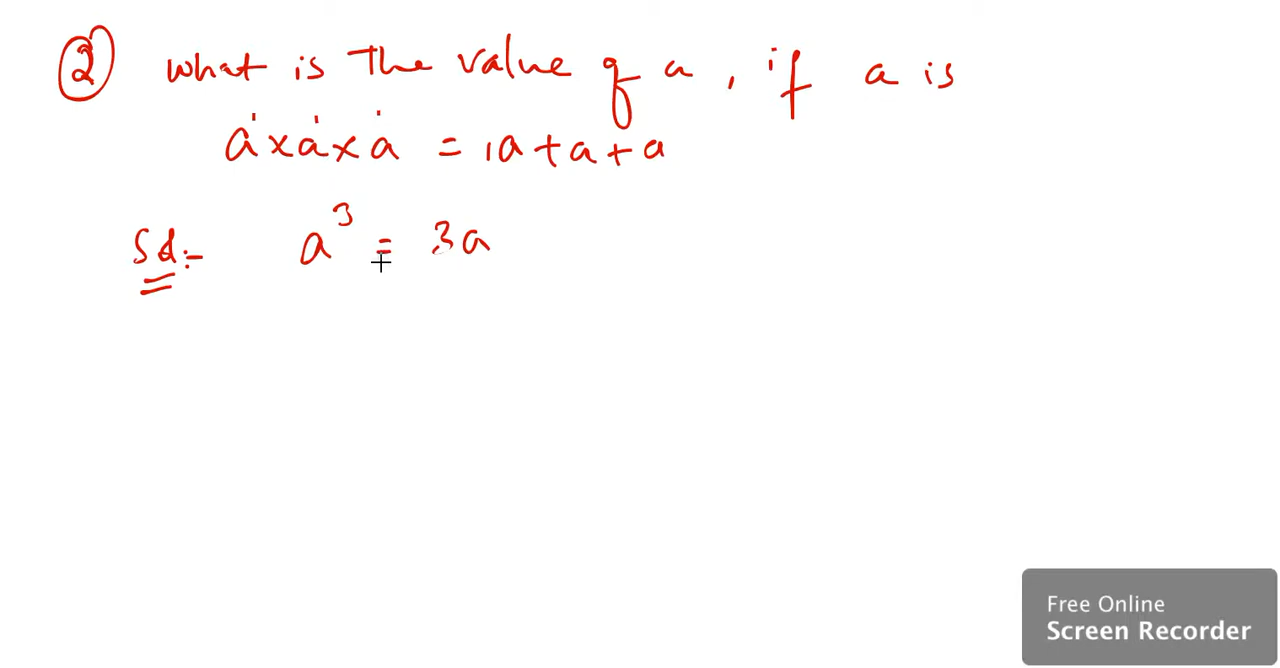 ② what is the value of a, if a is
a × a × a = 1a + a + a
Sol:- a³ = 3a
Free Online
Screen Recorder